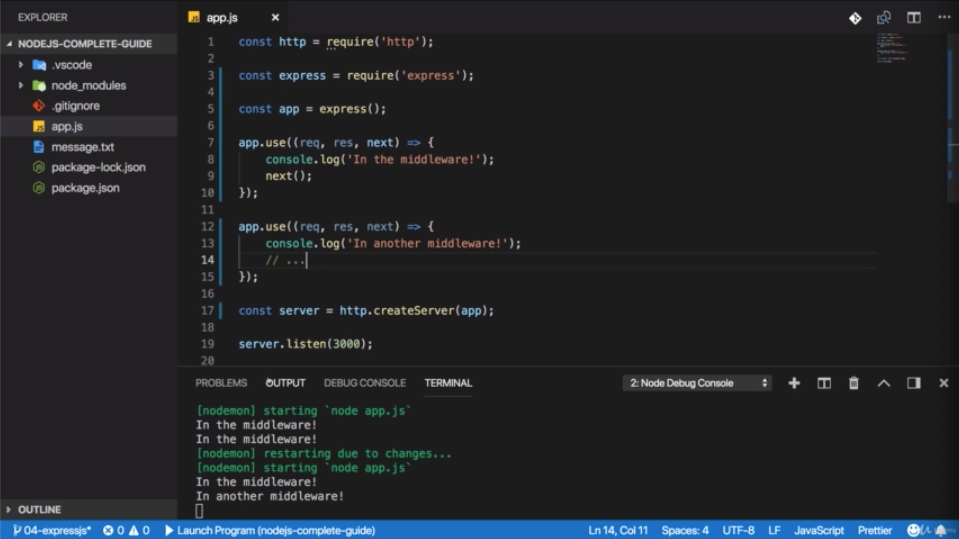 EXPLORER
NODEJS-COMPLETE-GUIDE
.vscode
node_modules
.gitignore
app.js
message.txt
package-lock.json
package.json
OUTLINE
app.js
1 const http = require('http');
2
3 const express = require('express');
4
5 const app = express();
6
7 app.use((req, res, next) => {
8 console.log('In the middleware!');
9 next();
10 });
11
12 app.use((req, res, next) => {
13 console.log('In another middleware!');
14 // ...
15 });
16
17 const server = http.createServer(app);
18
19 server.listen(3000);
20
PROBLEMS OUTPUT DEBUG CONSOLE TERMINAL 2: Node Debug Console
[nodemon] starting `node app.js`
In the middleware!
In the middleware!
[nodemon] restarting due to changes...
[nodemon] starting `node app.js`
In the middleware!
In another middleware!
04-expressjs* 0 0 Launch Program (nodejs-complete-guide) Ln 14, Col 11 Spaces: 4 UTF-8 LF JavaScript Prettier